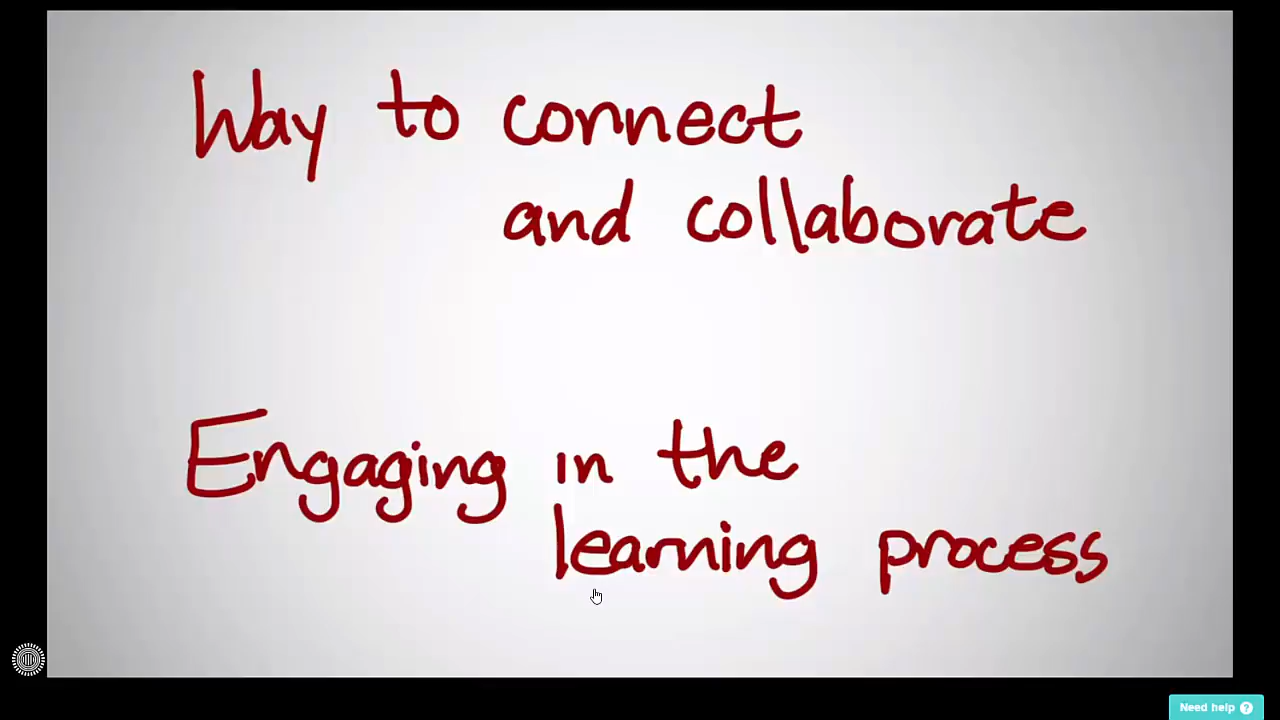 Way to connect
and collaborate
Engaging in the
learning process
Need help ?